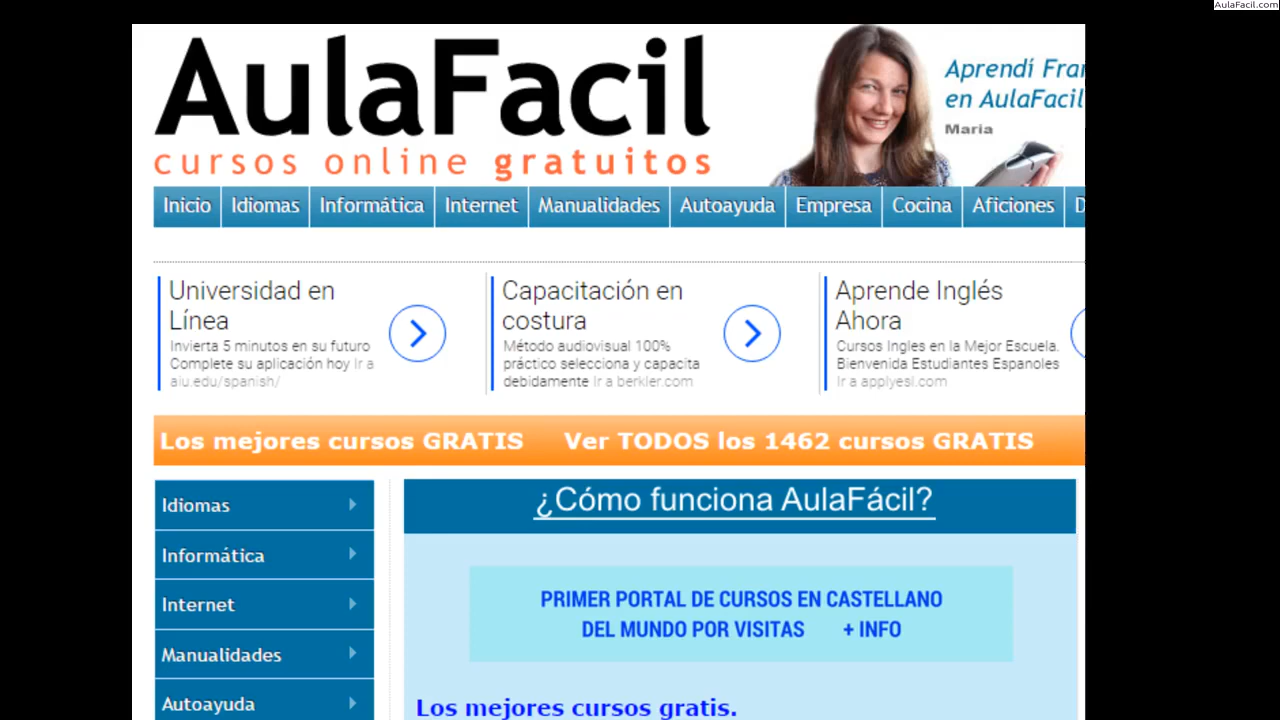 AulaFacil.com
AulaFacil
cursos online gratuitos
Aprendí
en AulaFacil
Maria
Inicio Idiomas Informática Internet Manualidades Autoayuda Empresa Cocina Aficiones
Universidad en
Línea
Invierta 5 minutos en su futuro
Complete su aplicación hoy Ir a
aiu.edu/spanish/
Capacitación en
costura
Método audiovisual 100%
práctico selecciona y capacita
debidamente Ir a berkler.com
Aprende Inglés
Ahora
Cursos Ingles en la Mejor Escuela.
Bienvenida Estudiantes Espanoles
Ir a applyesl.com
Los mejores cursos GRATIS Ver TODOS los 1462 cursos GRATIS
Idiomas
Informática
Internet
Manualidades
Autoayuda
¿Cómo funciona AulaFácil?
PRIMER PORTAL DE CURSOS EN CASTELLANO
DEL MUNDO POR VISITAS + INFO
Los mejores cursos gratis.